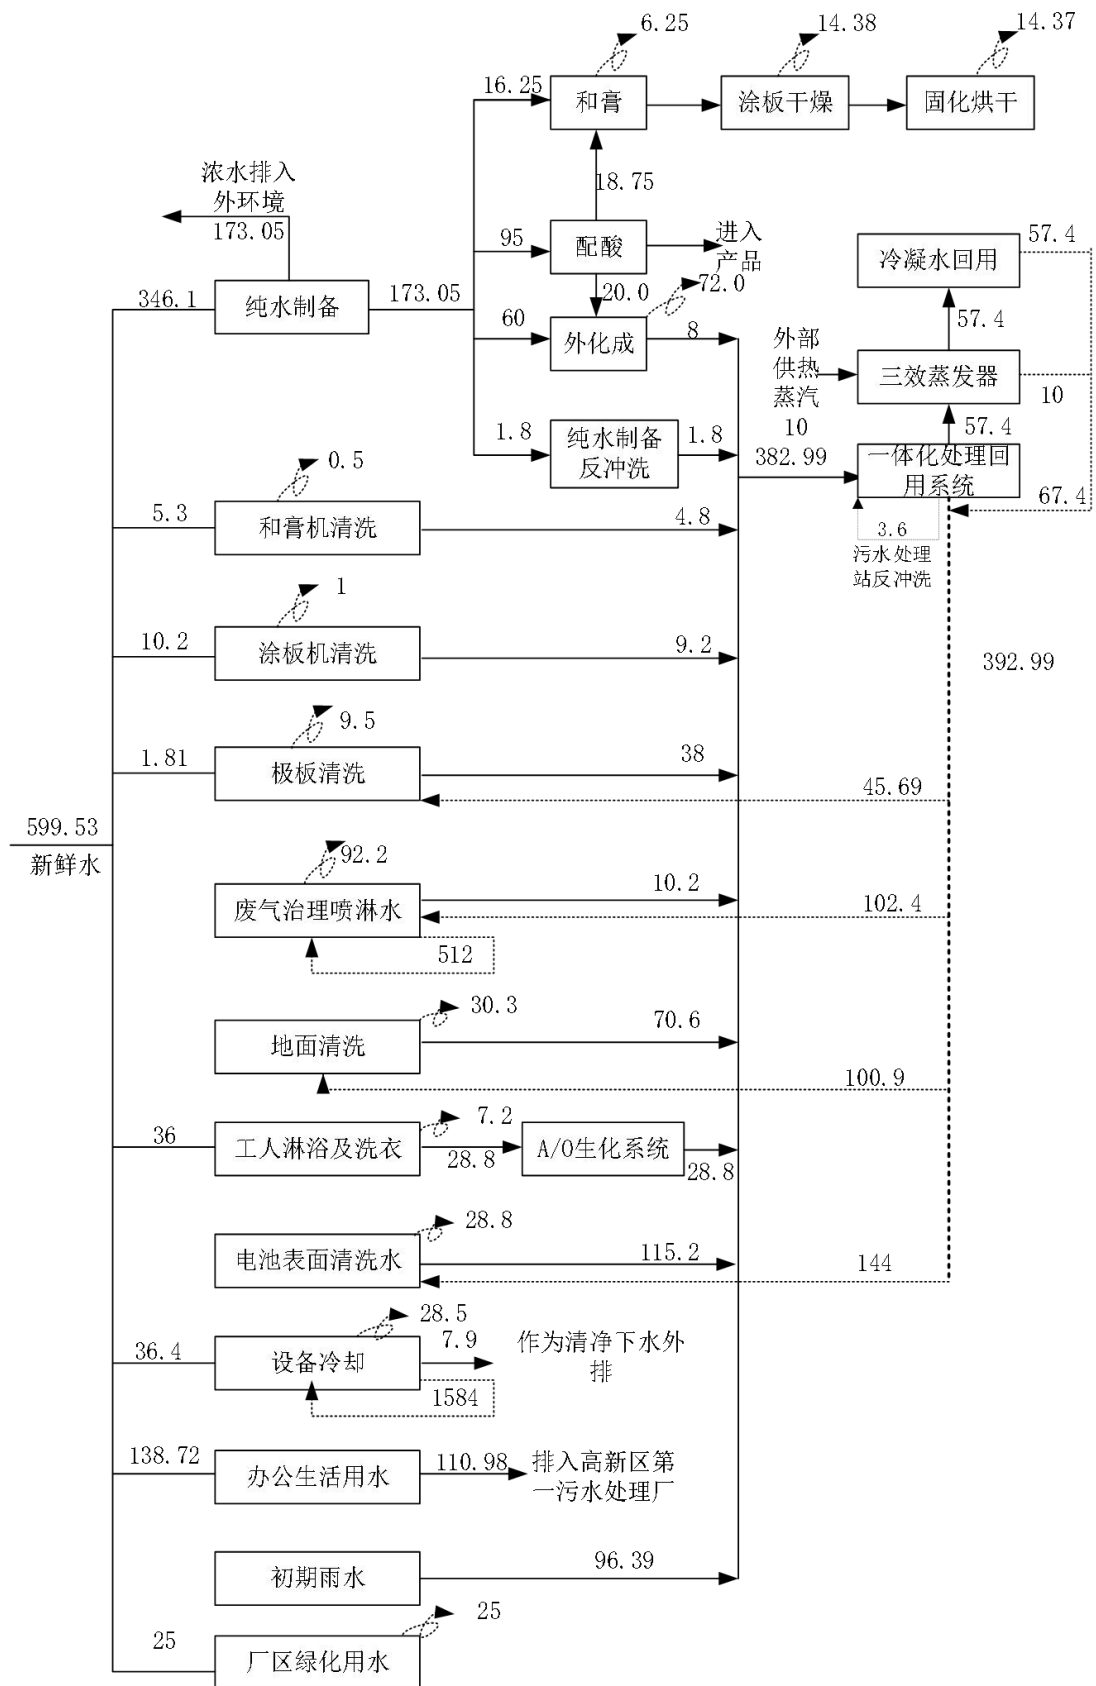 6.25
14.38
14.37
16.25
和膏
涂板干燥
固化烘干
浓水排入
外环境
173.05
18.75
95
配酸
进入
产品
57.4
冷凝水回用
346.1
纯水制备
173.05
20.0
72.0
60
外化成
8
57.4
外部
供热
蒸汽
10
三效蒸发器
10
57.4
1.8
纯水制备
反冲洗
1.8
382.99
一体化处理回
用系统
67.4
0.5
5.3
和膏机清洗
4.8
3.6
污水处理
站反冲洗
1
10.2
涂板机清洗
9.2
392.99
9.5
1.81
极板清洗
38
45.69
599.53
新鲜水
92.2
废气治理喷淋水
10.2
102.4
512
30.3
地面清洗
70.6
100.9
7.2
36
工人淋浴及洗衣
28.8
A/O生化系统
28.8
28.8
电池表面清洗水
115.2
144
28.5
36.4
设备冷却
7.9
作为清净下水外
排
1584
138.72
办公生活用水
110.98
排入高新区第
一污水处理厂
初期雨水
96.39
25
25
厂区绿化用水